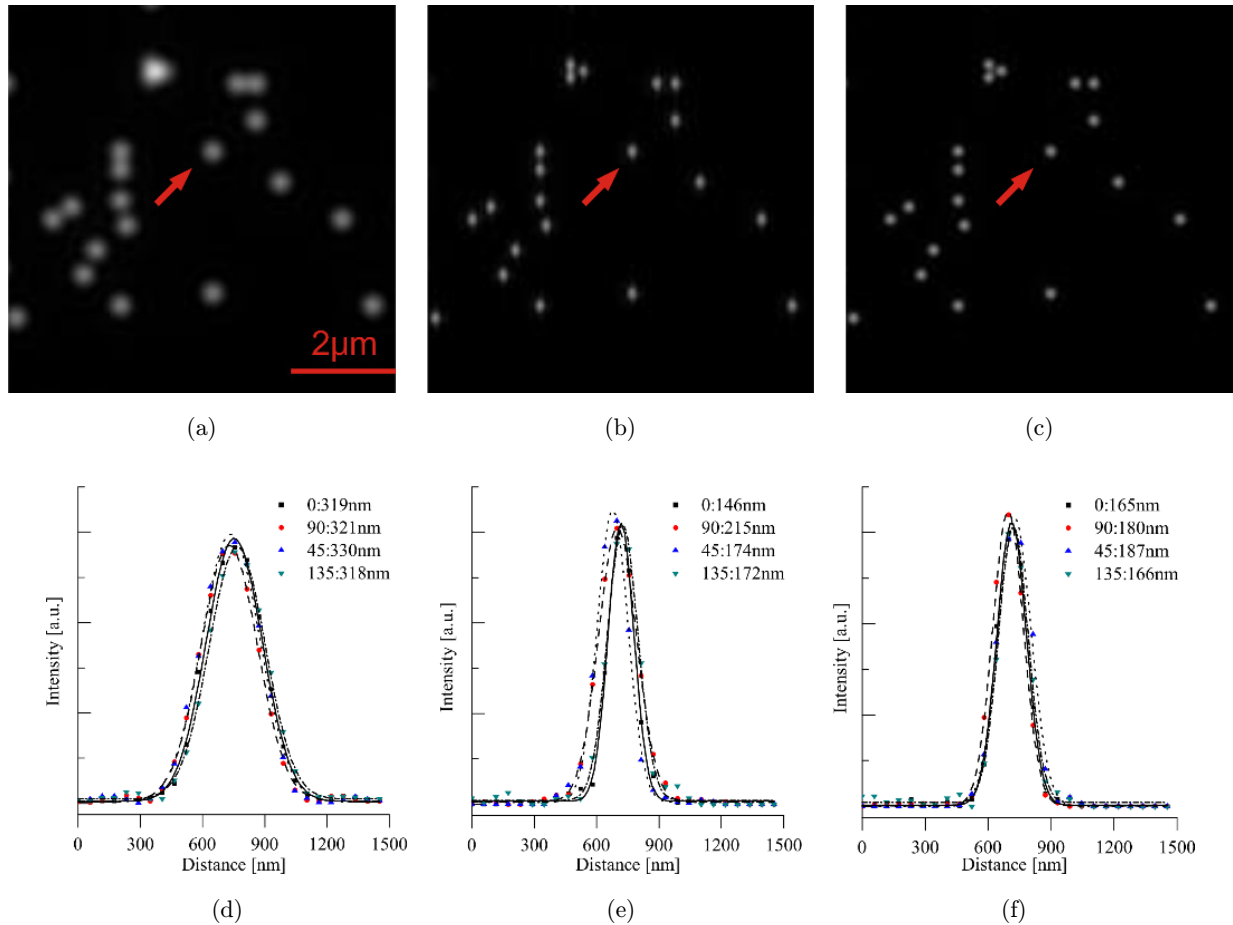 2μm
(a)
(b)
(c)
0:319nm
90:321nm
45:330nm
135:318nm
Intensity [a.u.]
0 300 600 900 1200 1500
Distance [nm]
(d)
0:146nm
90:215nm
45:174nm
135:172nm
Intensity [a.u.]
0 300 600 900 1200 1500
Distance [nm]
(e)
0:165nm
90:180nm
45:187nm
135:166nm
Intensity [a.u.]
0 300 600 900 1200 1500
Distance [nm]
(f)